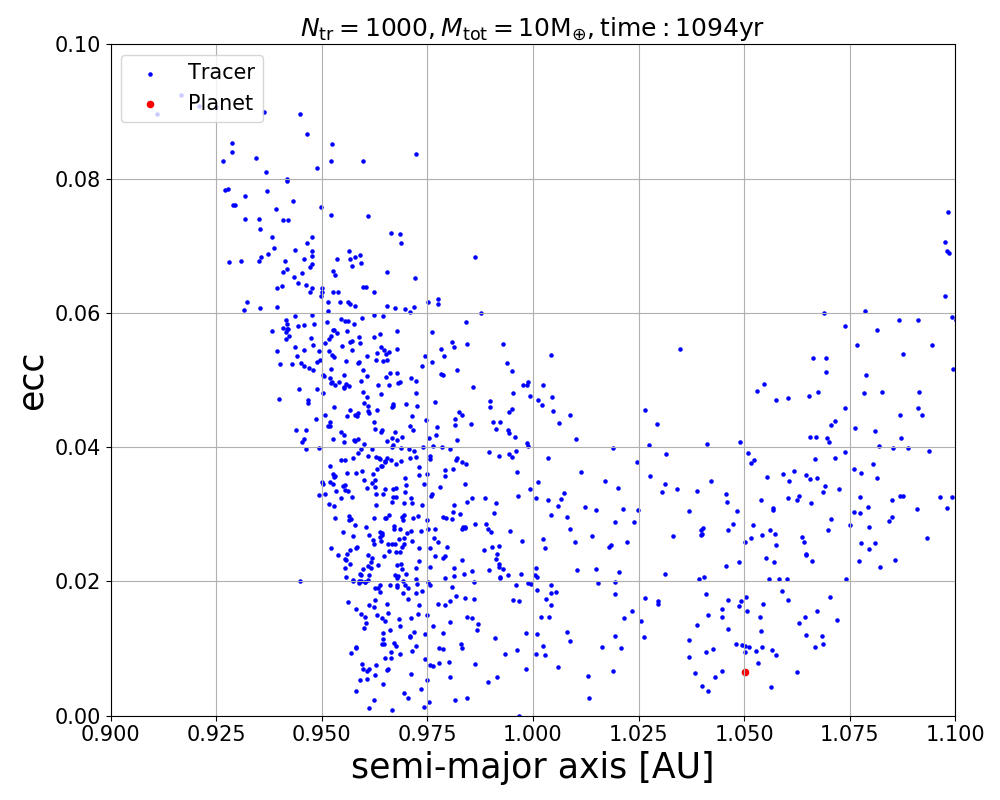 N_tr = 1000, M_tot = 10M_⊕, time : 1094yr
Tracer
Planet
ecc
0.10
0.08
0.06
0.04
0.02
0.00
0.900 0.925 0.950 0.975 1.000 1.025 1.050 1.075 1.100
semi-major axis [AU]